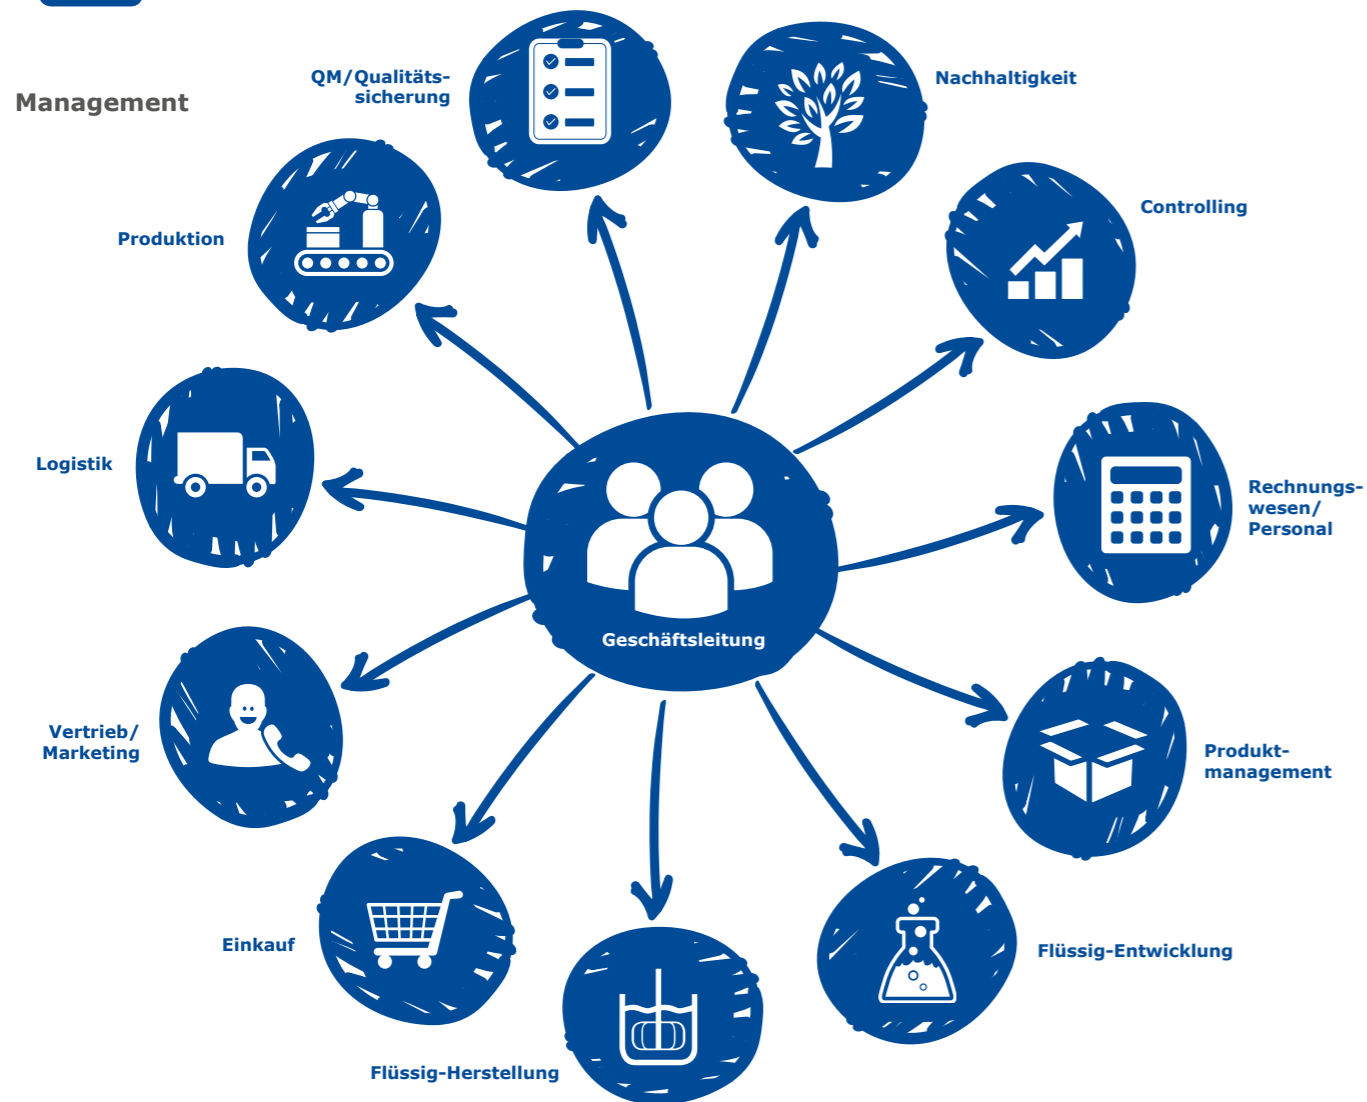 Management
QM/Qualitäts-
sicherung
Nachhaltigkeit
Produktion
Controlling
Logistik
Rechnungs-
wesen/
Personal
Geschäftsleitung
Vertrieb/
Marketing
Produkt-
management
Einkauf
Flüssig-Entwicklung
Flüssig-Herstellung